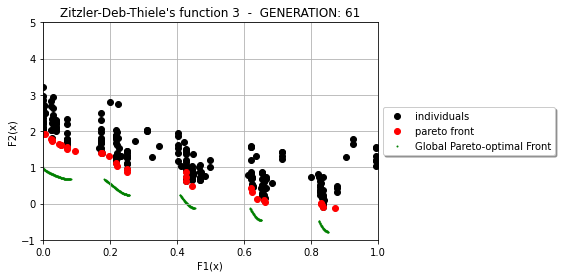 Zitzler-Deb-Thiele's function 3  -  GENERATION: 61
5
4
3
2
1
0
−1
F2(x)
0.0 0.2 0.4 0.6 0.8 1.0
F1(x)
individuals
pareto front
Global Pareto-optimal Front